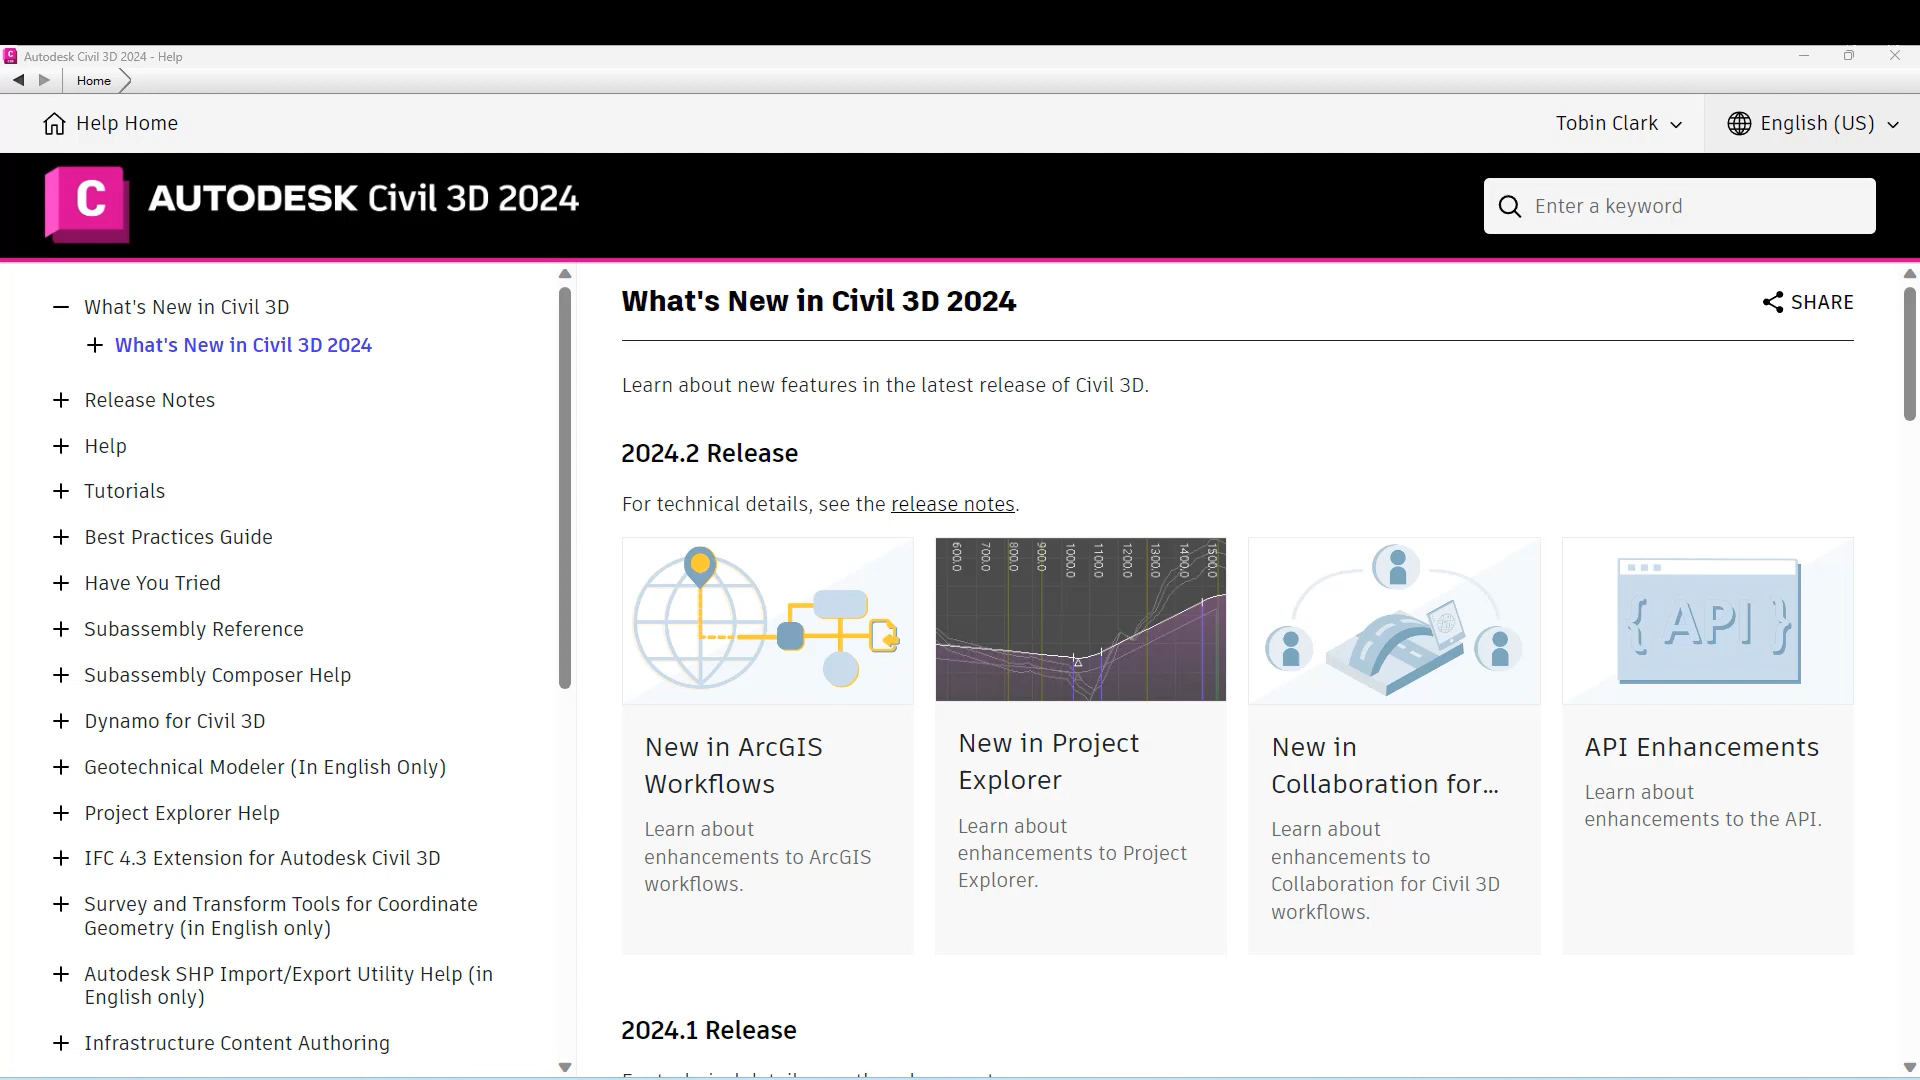 Autodesk Civil 3D 2024 - Help
Home
Help Home
Tobin Clark
English (US)
C
AUTODESK Civil 3D 2024
Enter a keyword
What's New in Civil 3D
What's New in Civil 3D 2024
Release Notes
Help
Tutorials
Best Practices Guide
Have You Tried
Subassembly Reference
Subassembly Composer Help
Dynamo for Civil 3D
Geotechnical Modeler (In English Only)
Project Explorer Help
IFC 4.3 Extension for Autodesk Civil 3D
Survey and Transform Tools for Coordinate
Geometry (in English only)
Autodesk SHP Import/Export Utility Help (in
English only)
Infrastructure Content Authoring
What's New in Civil 3D 2024
SHARE
Learn about new features in the latest release of Civil 3D.
2024.2 Release
For technical details, see the release notes.
600.0 700.0 800.0 900.0 1000.0 1100.0 1200.0 1300.0 1400.0 1500.0
{ API }
New in ArcGIS
Workflows
Learn about
enhancements to ArcGIS
workflows.
New in Project
Explorer
Learn about
enhancements to Project
Explorer.
New in
Collaboration for...
Learn about
enhancements to
Collaboration for Civil 3D
workflows.
API Enhancements
Learn about
enhancements to the API.
2024.1 Release